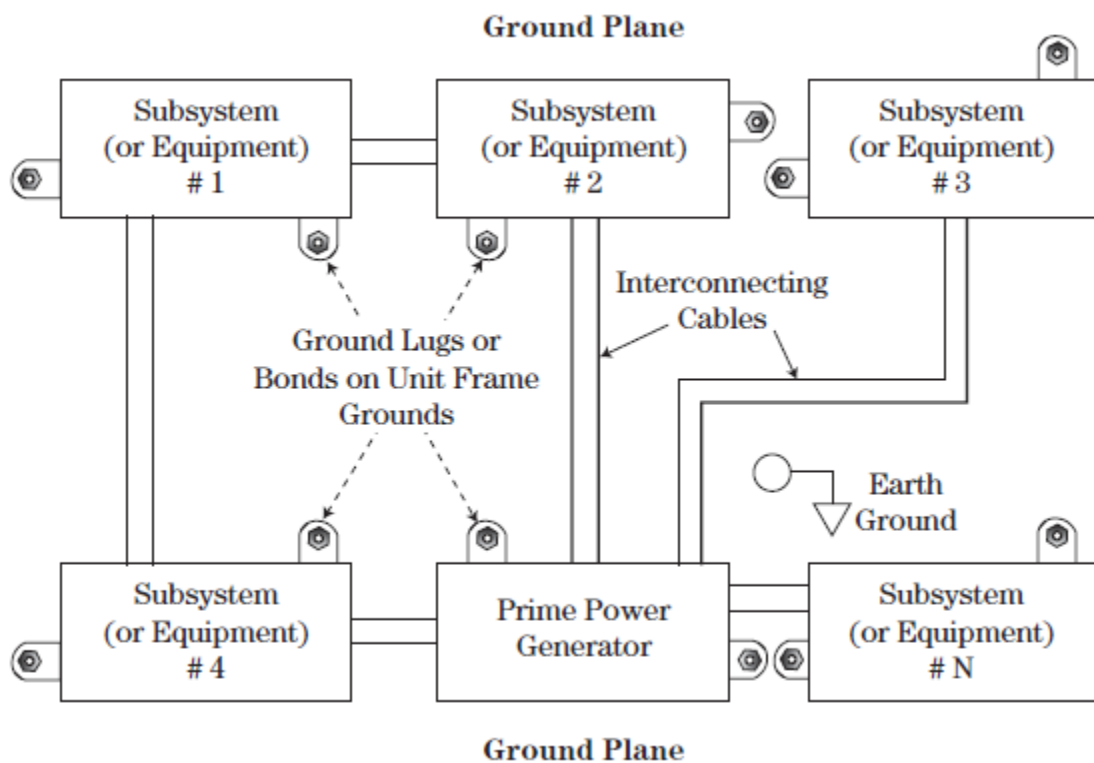 Ground Plane
Subsystem
(or Equipment)
# 1
Subsystem
(or Equipment)
# 2
Subsystem
(or Equipment)
# 3
Interconnecting
Cables
Ground Lugs or
Bonds on Unit Frame
Grounds
Earth
Ground
Subsystem
(or Equipment)
# 4
Prime Power
Generator
Subsystem
(or Equipment)
# N
Ground Plane